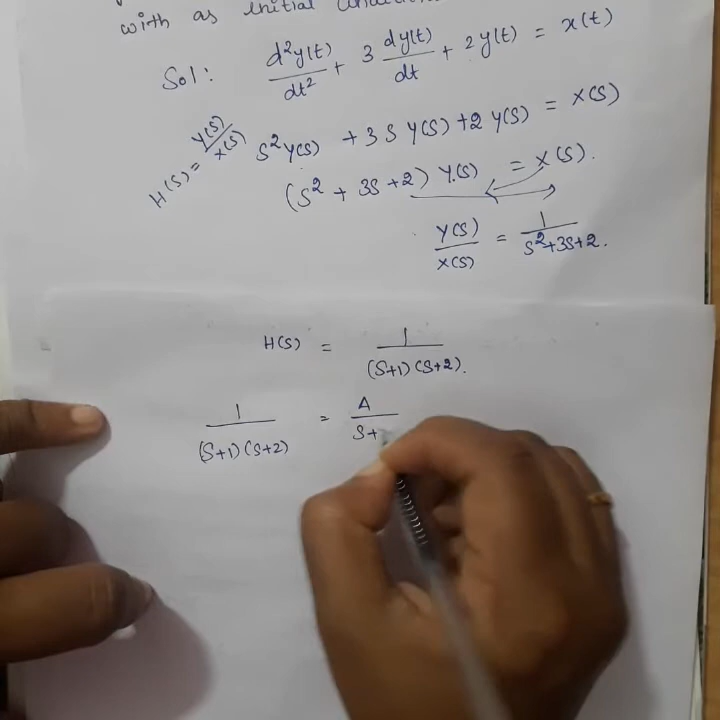 with as initial
Sol: d²y(t)/dt² + 3 dy(t)/dt + 2y(t) = x(t)
H(S) = Y(S)/X(S)
S²Y(S) + 3S Y(S) + 2 Y(S) = X(S)
(S² + 3S + 2) Y(S) = X(S).
Y(S)/X(S) = 1/S²+3S+2.
H(S) = 1/(S+1)(S+2).
1/(S+1)(S+2) = A/S+